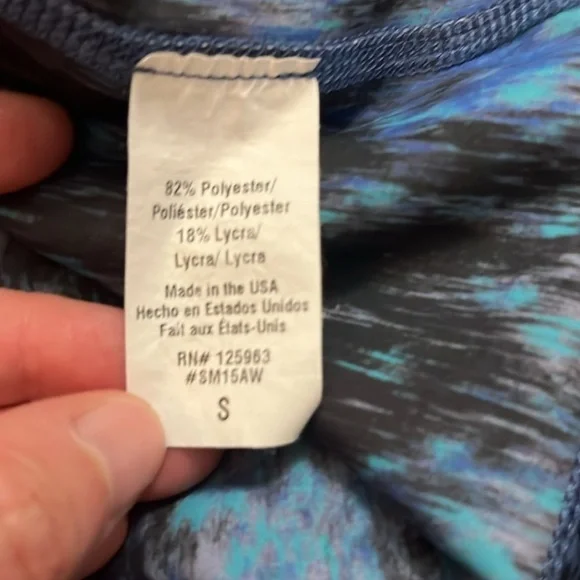 82% Polyester/
Poliéster/Polyester
18% Lycra/
Lycra/ Lycra
Made in the USA
Hecho en Estados Unidos
Fait aux États-Unis
RN# 125963
#SM15AW
S